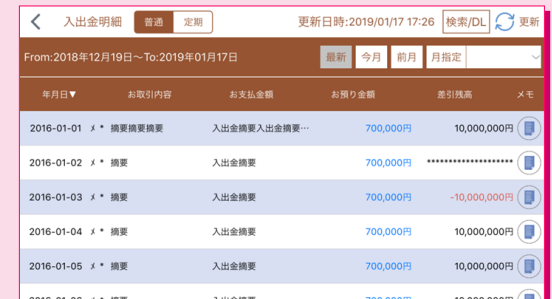 入出金明細 普通 定期 更新日時:2019/01/17 17:26 検索/DL 更新
From:2018年12月19日～To:2019年01月17日 最新 今月 前月 月指定
年月日▼ お取引内容 お支払金額 お預り金額 差引残高 メモ
2016-01-01 〆 * 摘要摘要摘要 入出金摘要入出金摘要… 700,000円 10,000,000円
2016-01-02 〆 * 摘要 入出金摘要 700,000円 ********************
2016-01-03 〆 * 摘要 入出金摘要 700,000円 -10,000,000円
2016-01-04 〆 * 摘要 入出金摘要 700,000円 10,000,000円
2016-01-05 〆 * 摘要 入出金摘要 700,000円 10,000,000円